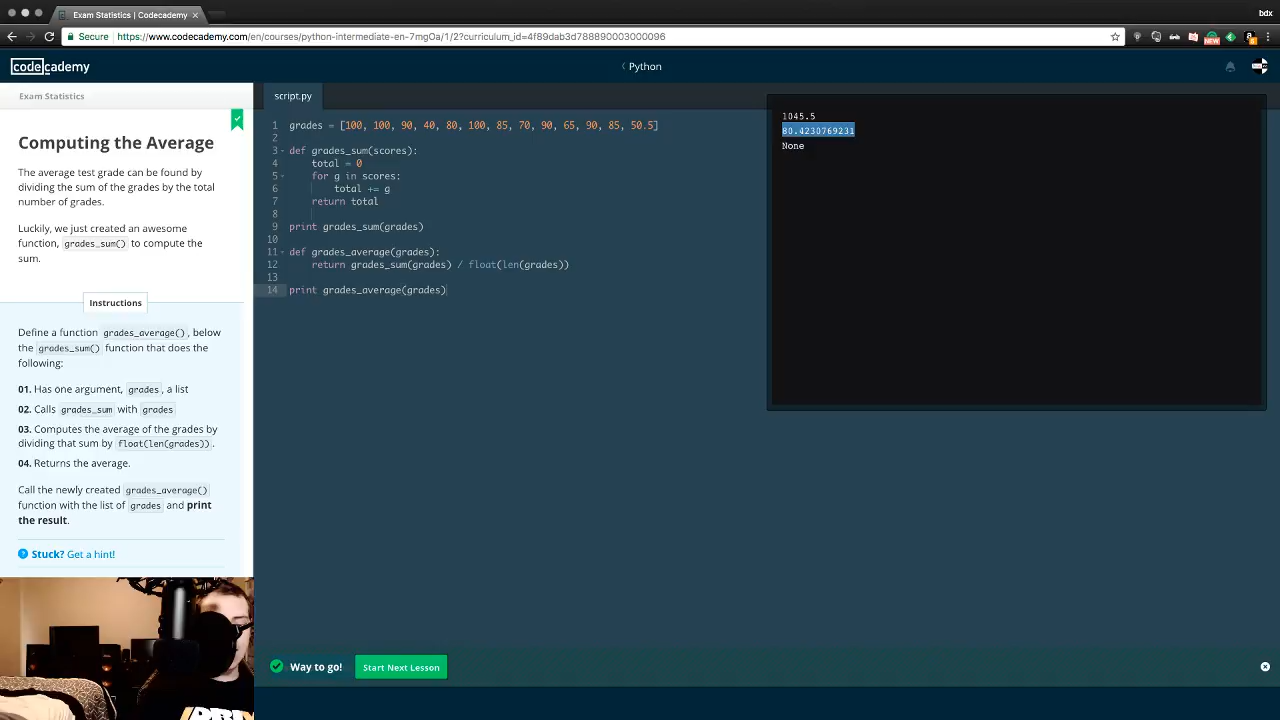 Exam Statistics | Codecademy
bdx
Secure
https://www.codecademy.com/en/courses/python-intermediate-en-7mgOa/1/2?curriculum_id=4f89dab3d788890003000096
NEW
codecademy
Python
Exam Statistics
Computing the Average
The average test grade can be found by
dividing the sum of the grades by the total
number of grades.
Luckily, we just created an awesome
function, grades_sum() to compute the
sum.
Instructions
Define a function grades_average(), below
the grades_sum() function that does the
following:
01. Has one argument, grades, a list
02. Calls grades_sum with grades
03. Computes the average of the grades by
dividing that sum by float(len(grades)).
04. Returns the average.
Call the newly created grades_average()
function with the list of grades and print
the result.
? Stuck? Get a hint!
script.py
1 grades = [100, 100, 90, 40, 80, 100, 85, 70, 90, 65, 90, 85, 50.5]
2
3 def grades_sum(scores):
4 total = 0
5 for g in scores:
6 total += g
7 return total
8
9 print grades_sum(grades)
10
11 def grades_average(grades):
12 return grades_sum(grades) / float(len(grades))
13
14 print grades_average(grades)
1045.5
80.4230769231
None
Way to go!
Start Next Lesson